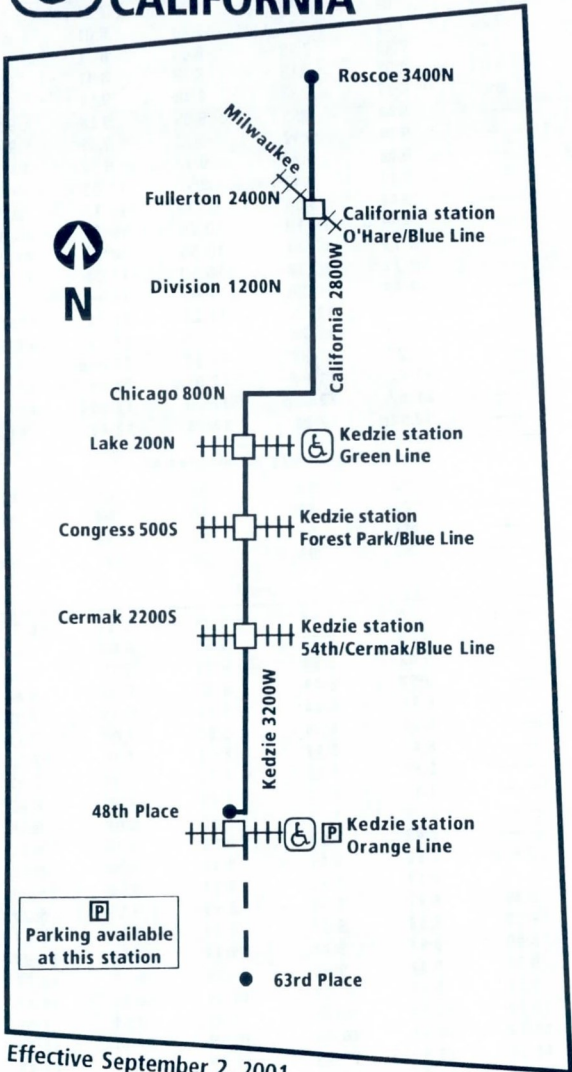 CALIFORNIA
Roscoe 3400N
Milwaukee
Fullerton 2400N
California station
O'Hare/Blue Line
N
Division 1200N
California 2800W
Chicago 800N
Lake 200N
Kedzie station
Green Line
Congress 500S
Kedzie station
Forest Park/Blue Line
Cermak 2200S
Kedzie station
54th/Cermak/Blue Line
Kedzie 3200W
48th Place
P
Kedzie station
Orange Line
P
Parking available
at this station
63rd Place
Effective September 2, 2001